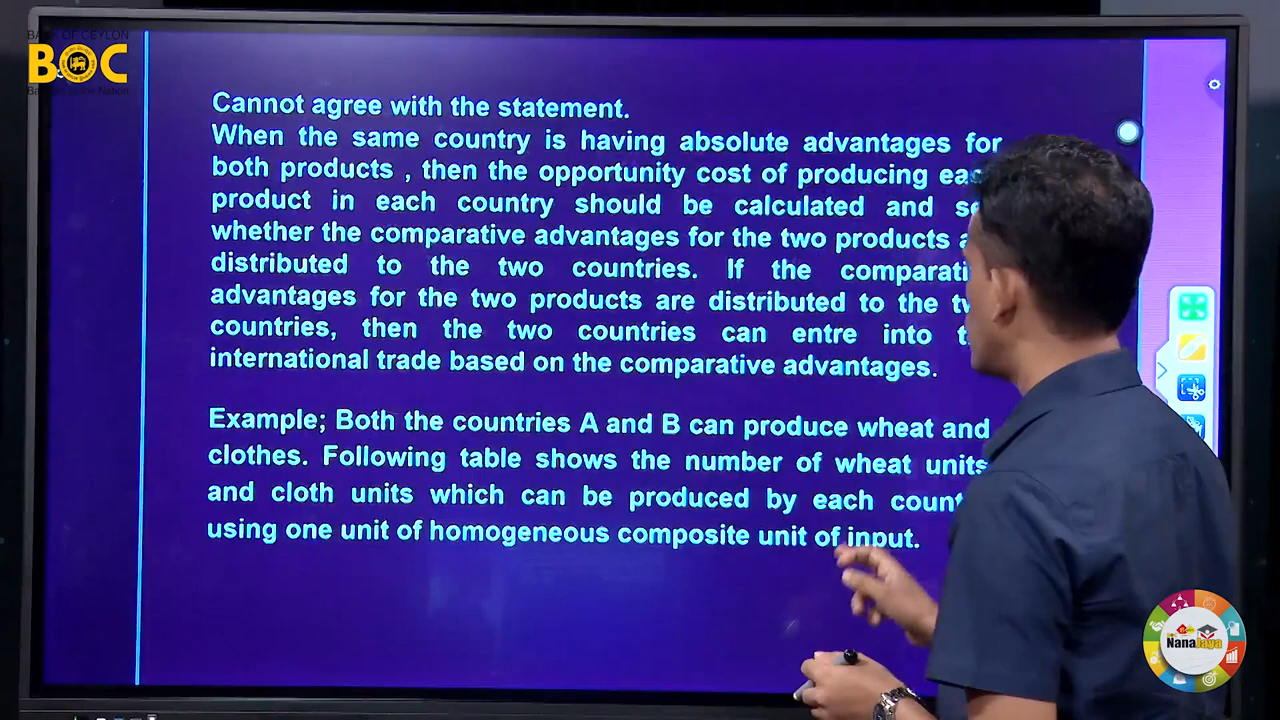 BANK OF CEYLON
BOC
Cannot agree with the statement.
When the same country is having absolute advantages for
both products , then the opportunity cost of producing
product in each country should be calculated and
whether the comparative advantages for the two products
distributed to the two countries. If the
advantages for the two products are distributed to the
countries, then the two countries can entre into
international trade based on the comparative advantages.
Example; Both the countries A and B can produce wheat and
clothes. Following table shows the number of wheat units
and cloth units which can be produced by each
using one unit of homogeneous composite unit of input.
NanaJaya